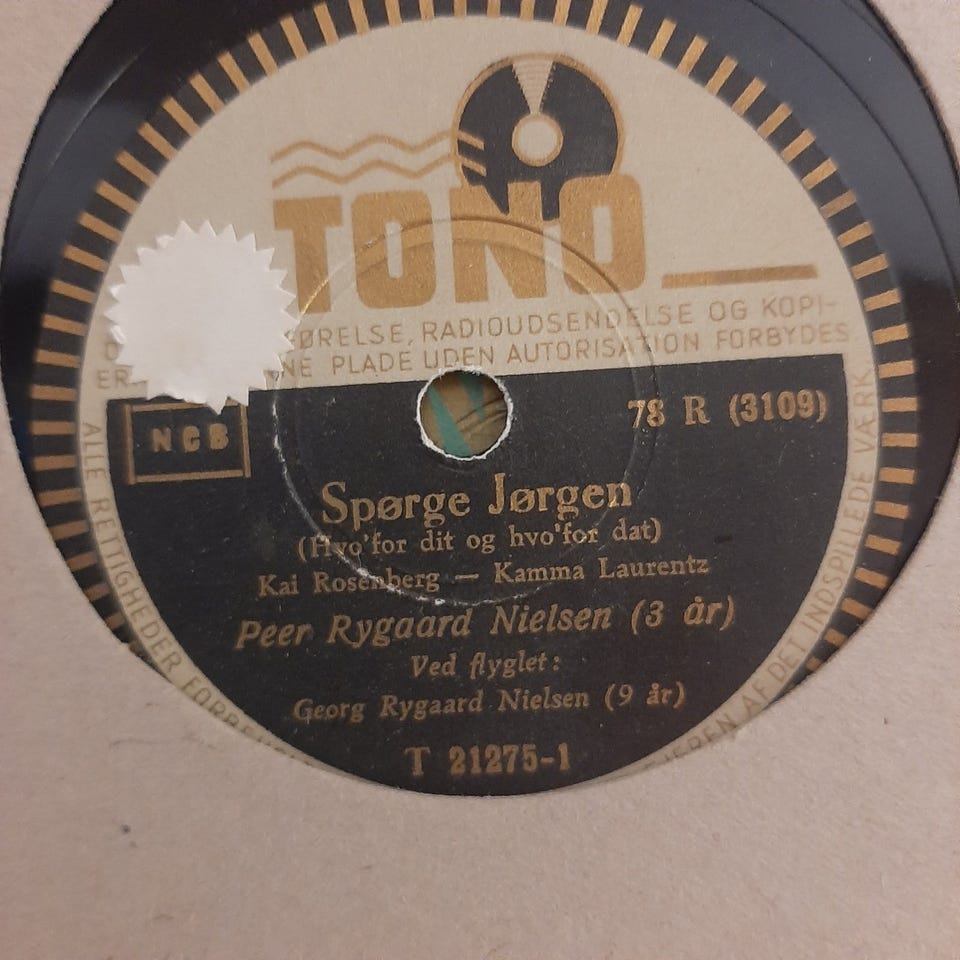 TONO
RADIOUDSENDELSE OG KOPI-
PLADE UDEN AUTORISATION FORBYDES
NCB
78 R (3109)
Spørge Jørgen
(Hvo'for dit og hvo'for dat)
Kai Rosenberg — Kamma Laurentz
Peer Rygaard Nielsen (3 år)
Ved flyglet:
Georg Rygaard Nielsen (9 år)
T 21275-1
ALLE RETTIGHEDER
AF DET INDSPILLEDE VÆRK